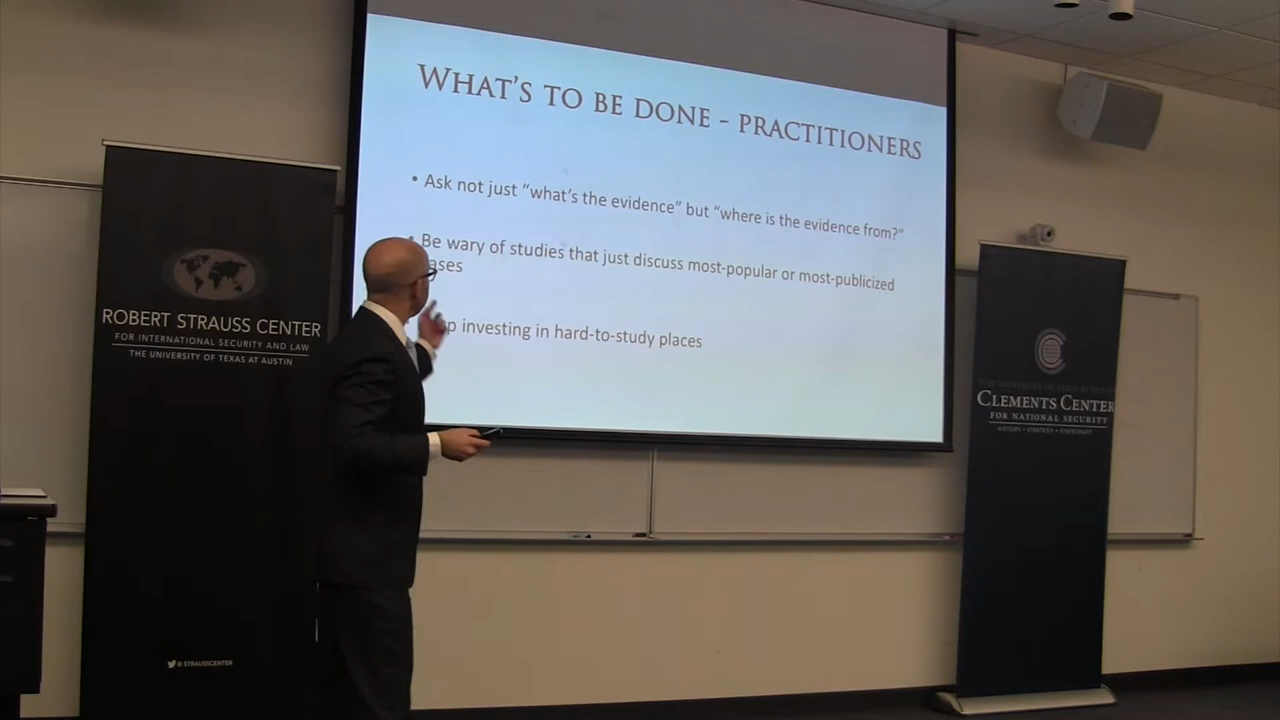 WHAT'S TO BE DONE - PRACTITIONERS
• Ask not just “what's the evidence” but “where is the evidence from?”
Be wary of studies that just discuss most-popular or most-publicized
investing in hard-to-study places
ROBERT STRAUSS CENTER
FOR INTERNATIONAL SECURITY AND LAW
THE UNIVERSITY OF TEXAS AT AUSTIN
@STRAUSSCENTER
CLEMENTS CENTER
FOR NATIONAL SECURITY
HISTORY • STRATEGY • STATECRAFT